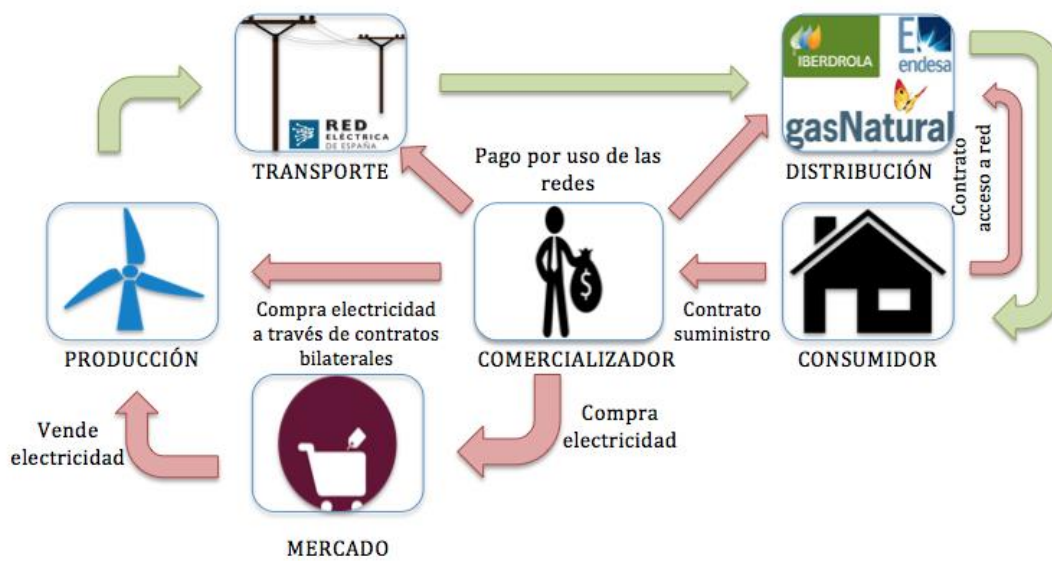 IBERDROLA
endesa
RED
ELÉCTRICA
DE ESPAÑA
gasNatural
TRANSPORTE
Pago por uso de las
redes
DISTRIBUCIÓN
Contrato
acceso a red
$
Compra electricidad
a través de contratos
bilaterales
Contrato
suministro
PRODUCCIÓN
COMERCIALIZADOR
CONSUMIDOR
Vende
electricidad
Compra
electricidad
MERCADO